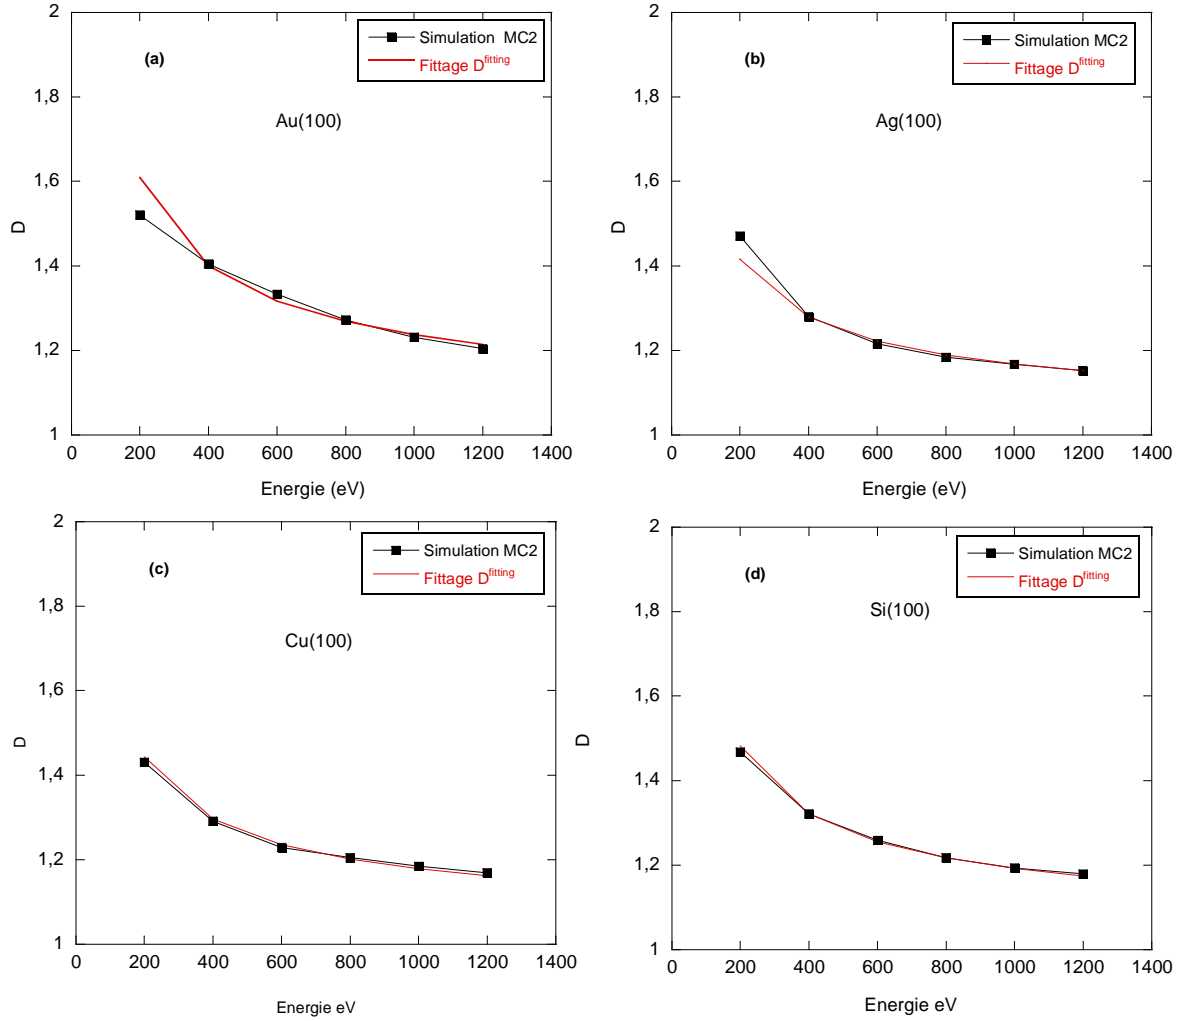 2
1,8
1,6
1,4
1,2
1
D
0 200 400 600 800 1000 1200 1400
Energie (eV)
(a)
Au(100)
Simulation MC2
Fittage D^fitting
2
1,8
1,6
1,4
1,2
1
D
0 200 400 600 800 1000 1200 1400
Energie (eV)
(b)
Ag(100)
Simulation MC2
Fittage D^fitting
2
1,8
1,6
1,4
1,2
1
D
0 200 400 600 800 1000 1200 1400
Energie eV
(c)
Cu(100)
Simulation MC2
Fittage D^fitting
2
1,8
1,6
1,4
1,2
1
D
0 200 400 600 800 1000 1200 1400
Energie eV
(d)
Si(100)
Simulation MC2
Fittage D^fitting